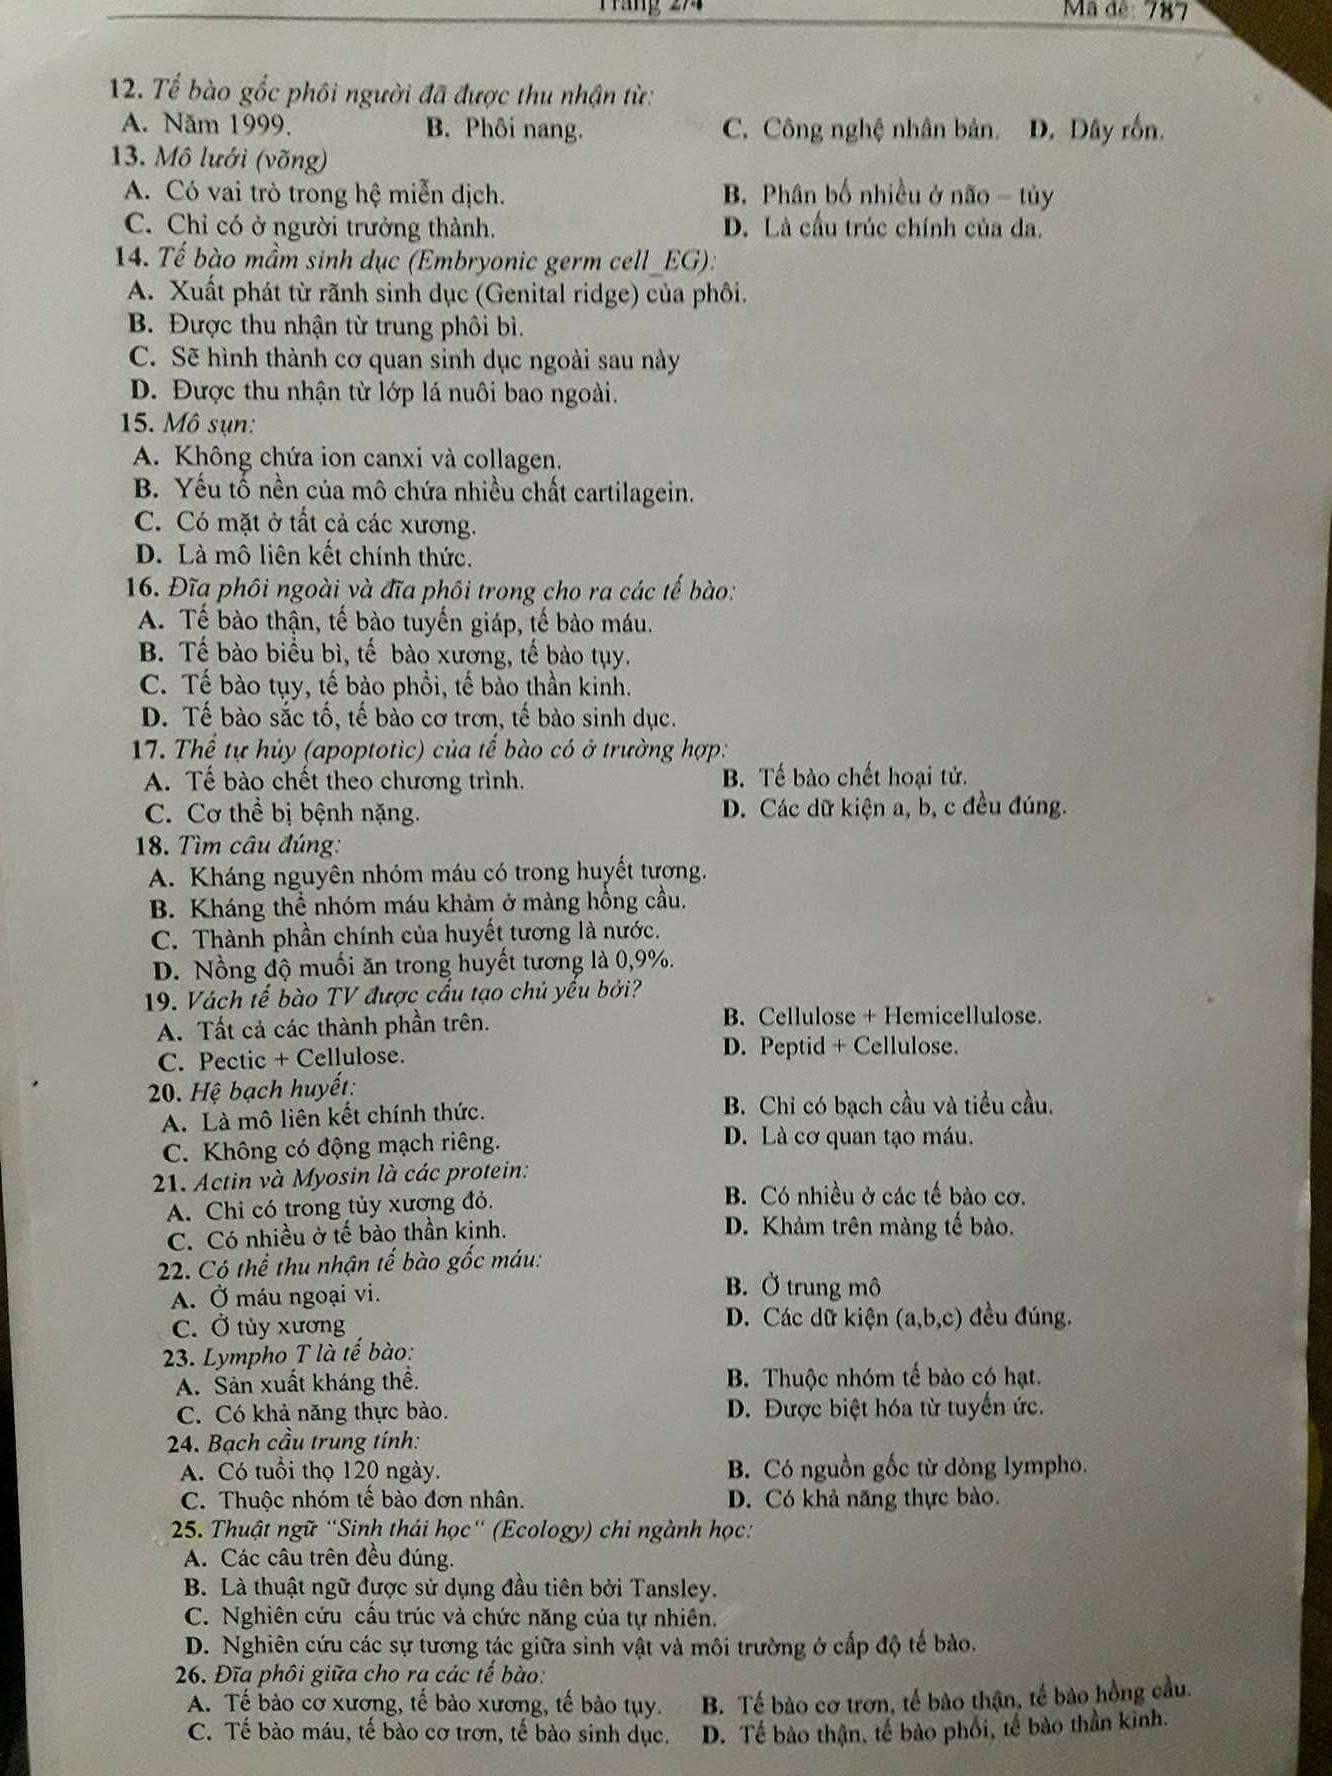 Trang 2/4 Mã đề: 787
12. Tế bào gốc phôi người đã được thu nhận từ:
A. Năm 1999. B. Phôi nang. C. Công nghệ nhân bản. D. Dây rốn.
13. Mô lưới (võng)
A. Có vai trò trong hệ miễn dịch. B. Phân bố nhiều ở não – tủy
C. Chỉ có ở người trưởng thành. D. Là cấu trúc chính của da.
14. Tế bào mầm sinh dục (Embryonic germ cell_EG):
A. Xuất phát từ rãnh sinh dục (Genital ridge) của phôi.
B. Được thu nhận từ trung phôi bì.
C. Sẽ hình thành cơ quan sinh dục ngoài sau này
D. Được thu nhận từ lớp lá nuôi bao ngoài.
15. Mô sụn:
A. Không chứa ion canxi và collagen.
B. Yếu tố nền của mô chứa nhiều chất cartilagein.
C. Có mặt ở tất cả các xương.
D. Là mô liên kết chính thức.
16. Đĩa phôi ngoài và đĩa phôi trong cho ra các tế bào:
A. Tế bào thận, tế bào tuyến giáp, tế bào máu.
B. Tế bào biểu bì, tế bào xương, tế bào tụy.
C. Tế bào tụy, tế bào phổi, tế bào thần kinh.
D. Tế bào sắc tố, tế bào cơ trơn, tế bào sinh dục.
17. Thể tự hủy (apoptotic) của tế bào có ở trường hợp:
A. Tế bào chết theo chương trình. B. Tế bào chết hoại tử.
C. Cơ thể bị bệnh nặng. D. Các dữ kiện a, b, c đều đúng.
18. Tìm câu đúng:
A. Kháng nguyên nhóm máu có trong huyết tương.
B. Kháng thể nhóm máu khảm ở màng hồng cầu.
C. Thành phần chính của huyết tương là nước.
D. Nồng độ muối ăn trong huyết tương là 0,9%.
19. Vách tế bào TV được cấu tạo chủ yếu bởi?
A. Tất cả các thành phần trên. B. Cellulose + Hemicellulose.
C. Pectic + Cellulose. D. Peptid + Cellulose.
20. Hệ bạch huyết:
A. Là mô liên kết chính thức. B. Chỉ có bạch cầu và tiểu cầu.
C. Không có động mạch riêng. D. Là cơ quan tạo máu.
21. Actin và Myosin là các protein:
A. Chỉ có trong tủy xương đỏ. B. Có nhiều ở các tế bào cơ.
C. Có nhiều ở tế bào thần kinh. D. Khảm trên màng tế bào.
22. Có thể thu nhận tế bào gốc máu:
A. Ở máu ngoại vi. B. Ở trung mô
C. Ở tủy xương D. Các dữ kiện (a,b,c) đều đúng.
23. Lympho T là tế bào:
A. Sản xuất kháng thể. B. Thuộc nhóm tế bào có hạt.
C. Có khả năng thực bào. D. Được biệt hóa từ tuyến ức.
24. Bạch cầu trung tính:
A. Có tuổi thọ 120 ngày. B. Có nguồn gốc từ dòng lympho.
C. Thuộc nhóm tế bào đơn nhân. D. Có khả năng thực bào.
25. Thuật ngữ “Sinh thái học“ (Ecology) chỉ ngành học:
A. Các câu trên đều đúng.
B. Là thuật ngữ được sử dụng đầu tiên bởi Tansley.
C. Nghiên cứu cấu trúc và chức năng của tự nhiên.
D. Nghiên cứu các sự tương tác giữa sinh vật và môi trường ở cấp độ tế bào.
26. Đĩa phôi giữa cho ra các tế bào:
A. Tế bào cơ xương, tế bào xương, tế bào tụy. B. Tế bào cơ trơn, tế bào thận, tế bào hồng cầu.
C. Tế bào máu, tế bào cơ trơn, tế bào sinh dục. D. Tế bào thận, tế bào phổi, tế bào thần kinh.